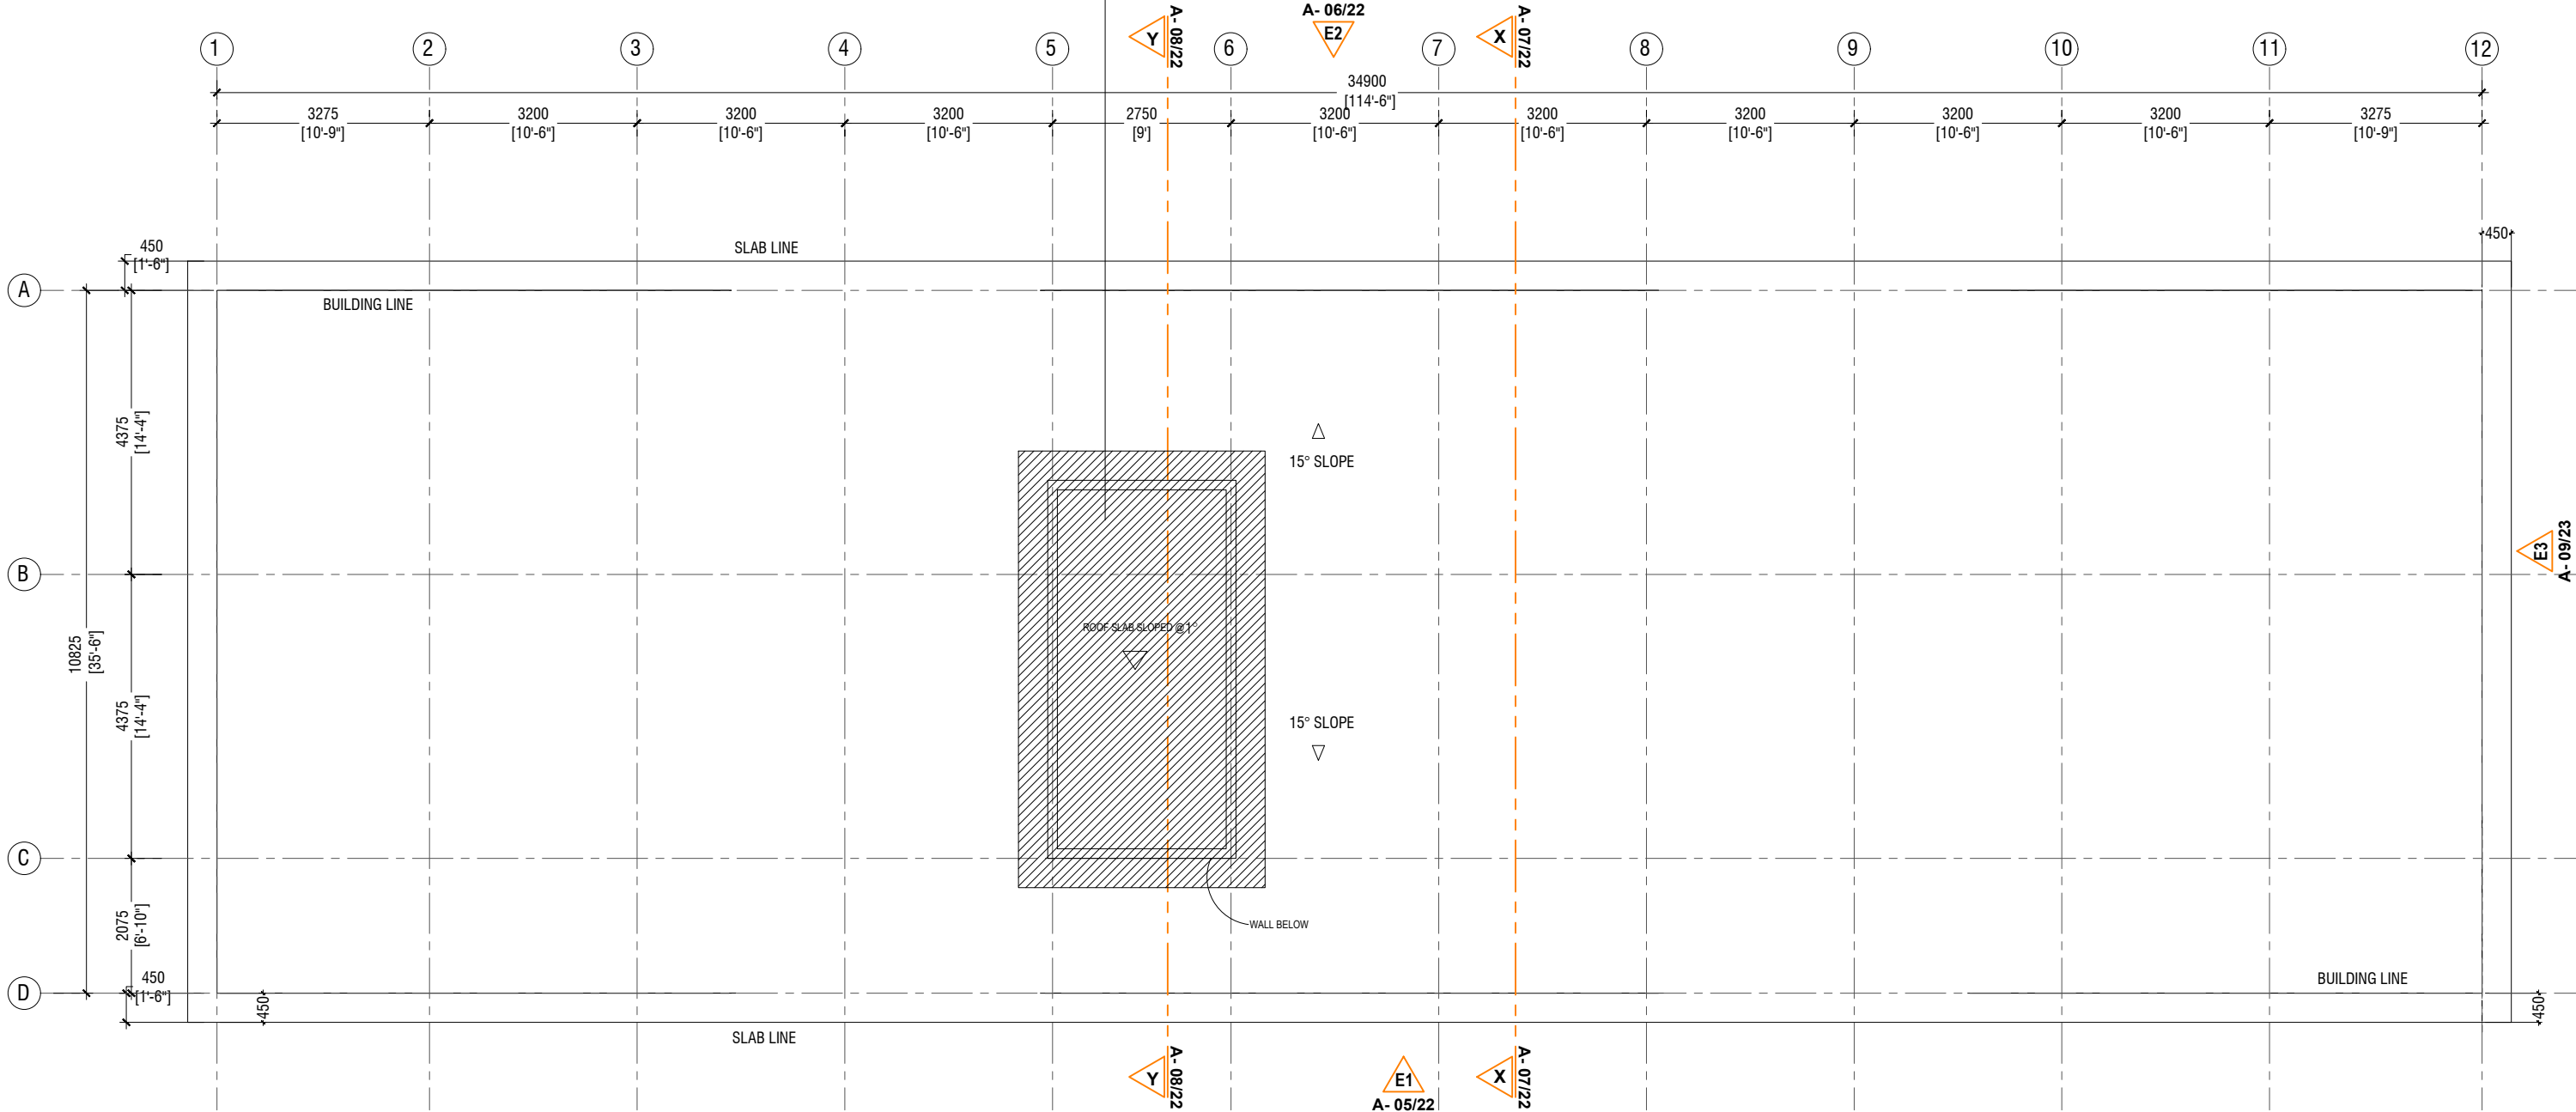 A- 06/22
E2
Y
A- 08/22
X
A- 07/22
1
2
3
4
5
6
7
8
9
10
11
12
34900
[114'-6"]
3275
[10'-9"]
3200
[10'-6"]
3200
[10'-6"]
3200
[10'-6"]
2750
[9']
3200
[10'-6"]
3200
[10'-6"]
3200
[10'-6"]
3200
[10'-6"]
3200
[10'-6"]
3275
[10'-9"]
450
[1'-6"]
SLAB LINE
450
A
BUILDING LINE
4375
[14'-4"]
15° SLOPE
B
E3
A- 09/23
10825
[35'-6"]
ROOF SLAB SLOPED @1°
4375
[14'-4"]
15° SLOPE
C
2075
[6'-10"]
WALL BELOW
450
[1'-6"]
D
450
BUILDING LINE
450
SLAB LINE
Y
A- 08/22
E1
A- 05/22
X
A- 07/22